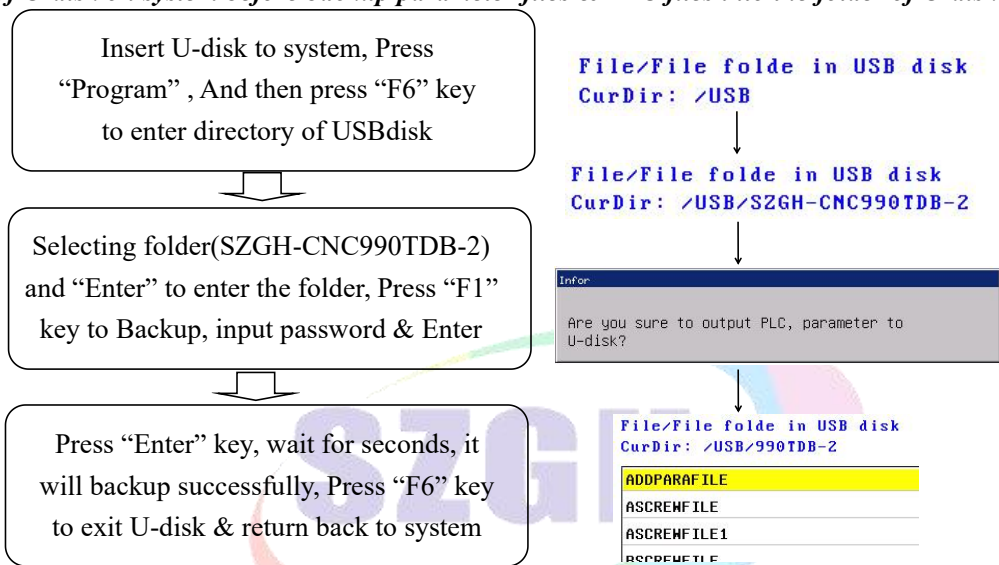 Insert U-disk to system, Press
“Program” , And then press “F6” key
to enter directory of USBdisk
File/File folde in USB disk
CurDir: /USB
File/File folde in USB disk
CurDir: /USB/SZGH-CNC990TDB-2
Selecting folder(SZGH-CNC990TDB-2)
and “Enter” to enter the folder, Press “F1”
key to Backup, input password & Enter
Infor
Are you sure to output PLC, parameter to
U-disk?
Press “Enter” key, wait for seconds, it
will backup successfully, Press “F6” key
to exit U-disk & return back to system
File/File folde in USB disk
CurDir: /USB/990TDB-2
ADDPARAFILE
ASCREWFILE
ASCREWFILE1
BSCREWFILE
SZGH